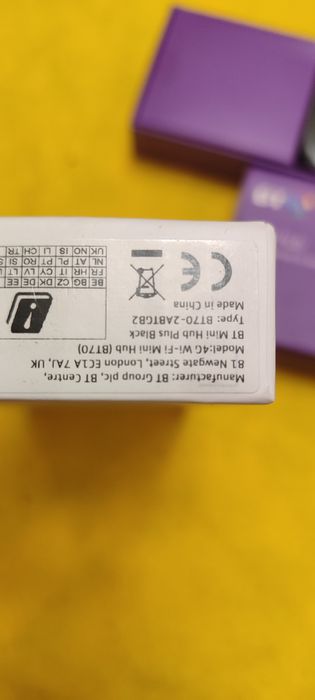 Manufacturer: BT Group plc, BT Centre,
81 Newgate Street, London EC1A 7AJ, UK
Model:4G Wi-Fi Mini Hub (BT70)
BT Mini Hub Plus Black
Type: BT70-2ABTGB2
Made in China
CE
BE BG CZ DK DE EE
FR HR IT CY LV LT L
NL AT PL PT RO SI S
UK NO IS LI CH TR